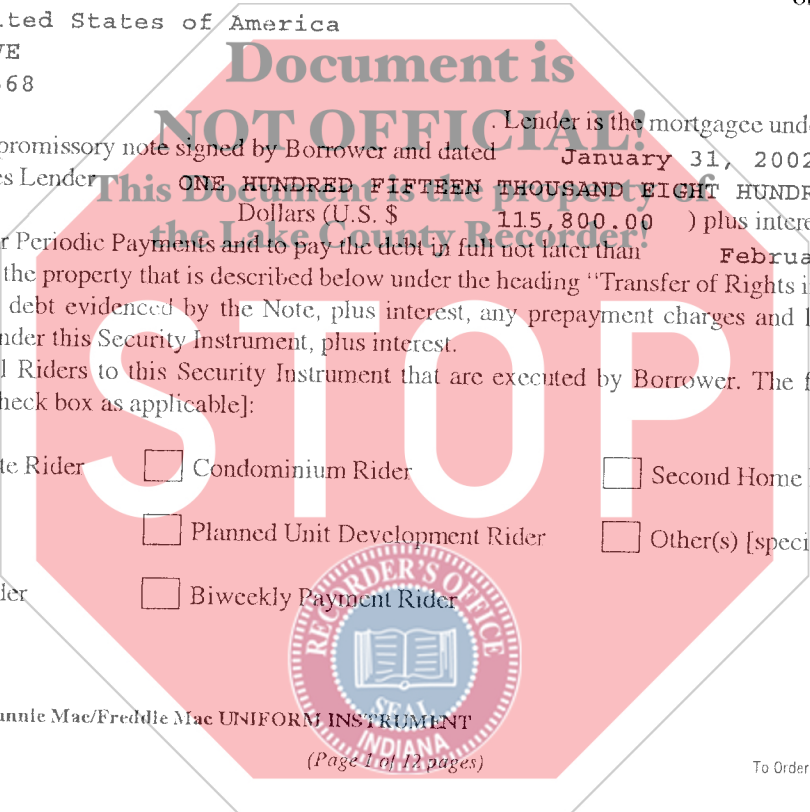 ited States of America
VE
368
Document is
NOT OFFICIAL!
This Document is the property of
the Lake County Recorder!
. Lender is the mortgagee und
promissory note signed by Borrower and dated January 31, 2002
es Lender ONE HUNDRED FIFTEEN THOUSAND EIGHT HUNDR
Dollars (U.S. $ 115,800.00 ) plus intere
r Periodic Payments and to pay the debt in full not later than Februa
the property that is described below under the heading “Transfer of Rights i
debt evidenced by the Note, plus interest, any prepayment charges and l
nder this Security Instrument, plus interest.
l Riders to this Security Instrument that are executed by Borrower. The f
heck box as applicable]:
STOP
te Rider Condominium Rider Second Home
Planned Unit Development Rider Other(s) [speci
der Biweekly Payment Rider
RECORDER'S OFFICE
SEAL
INDIANA
annie Mae/Freddie Mac UNIFORM INSTRUMENT
(Page 1 of 12 pages)
To Order